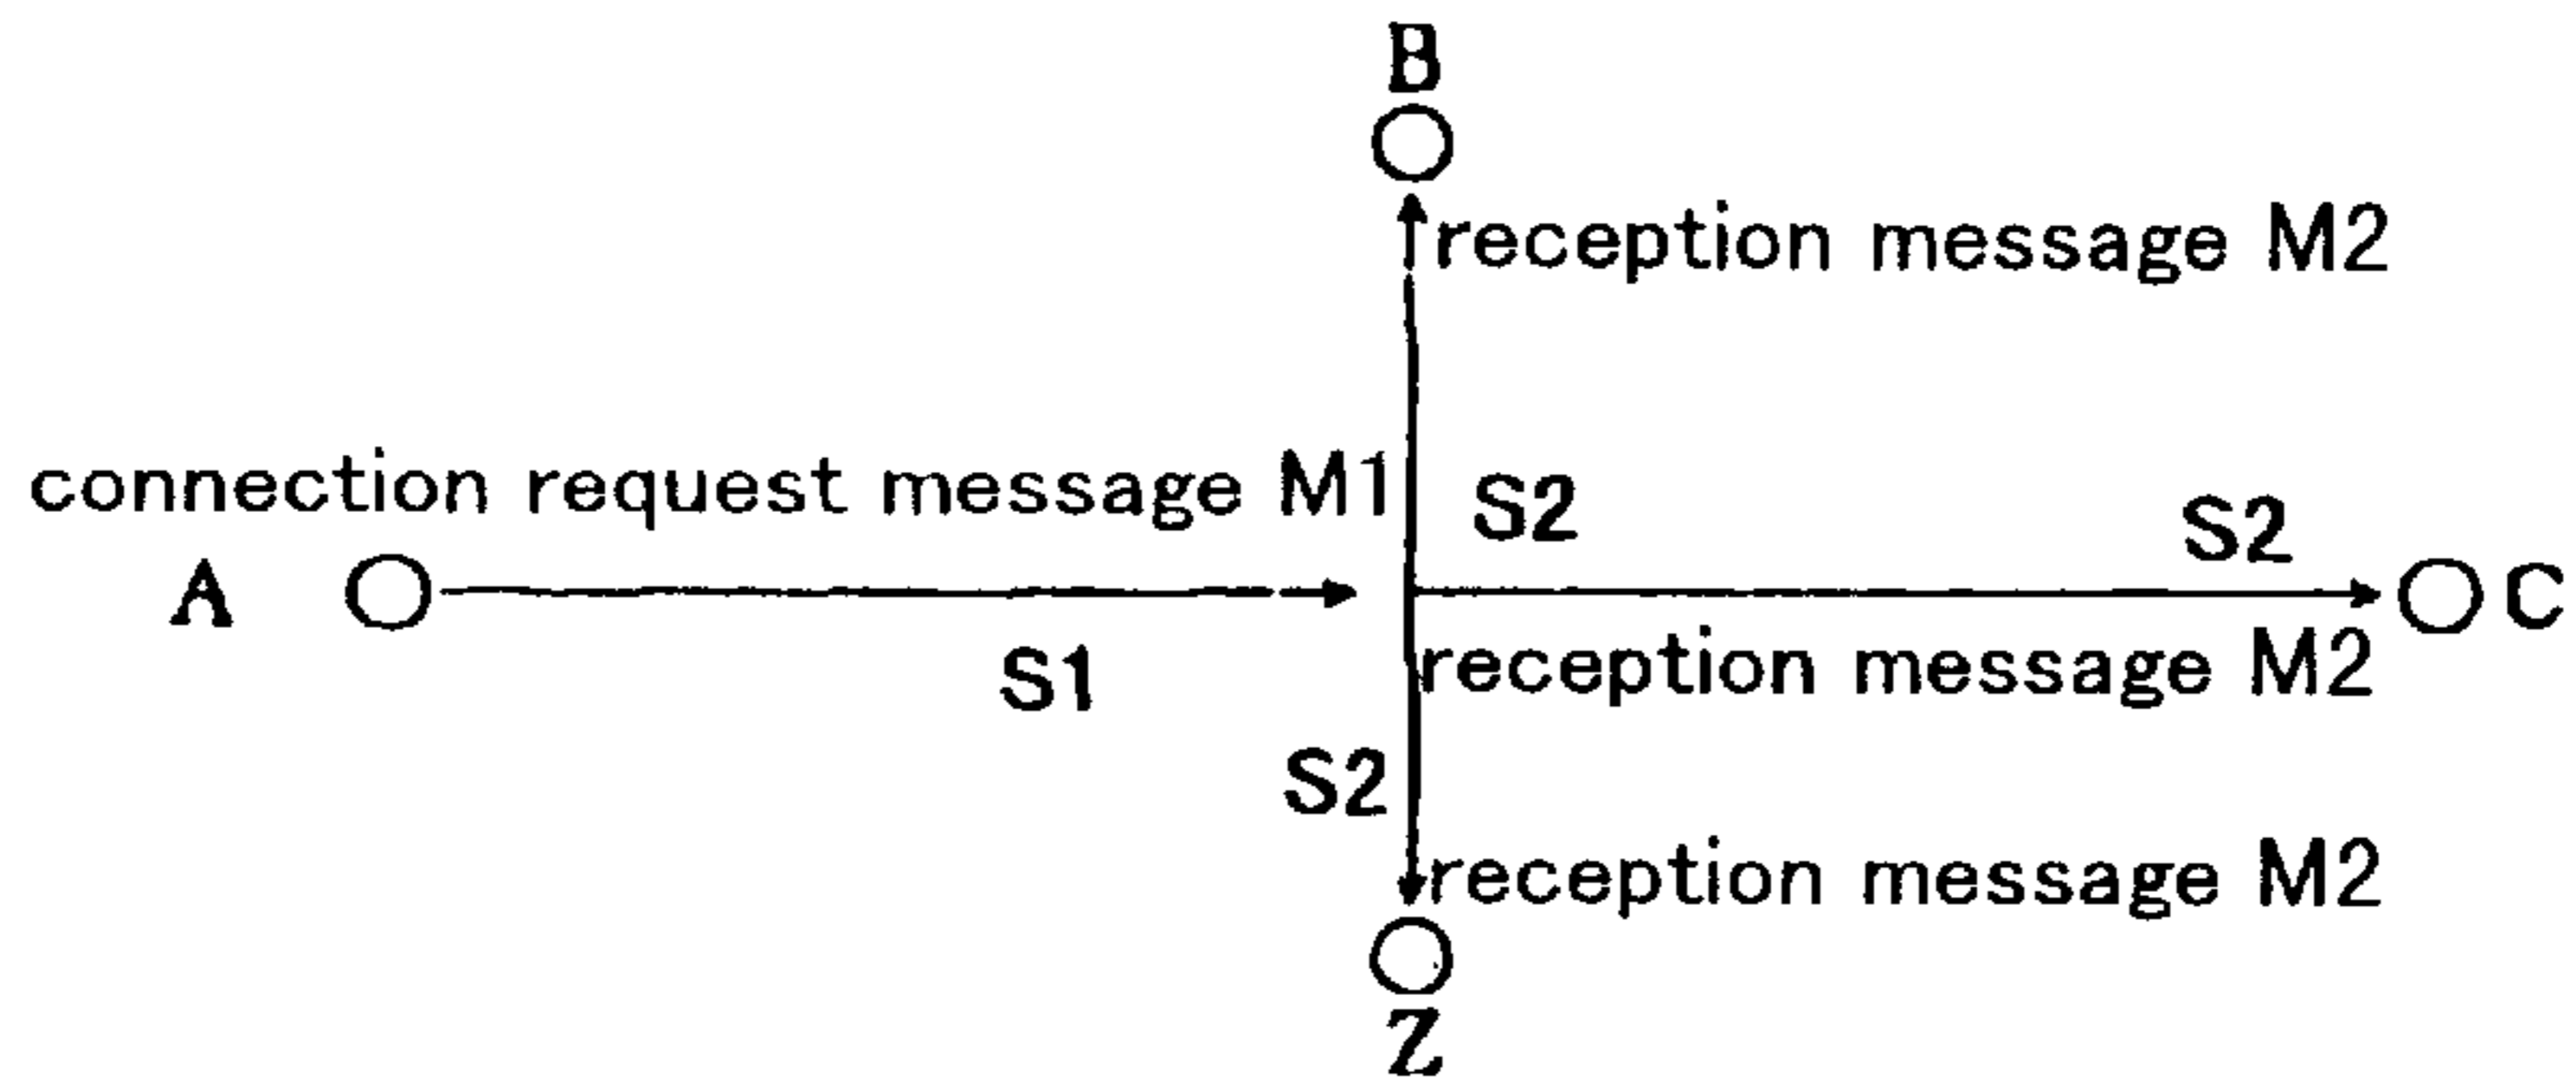 B
reception message M2
connection request message M1
S2
S2
A
C
S1
reception message M2
S2
reception message M2
Z